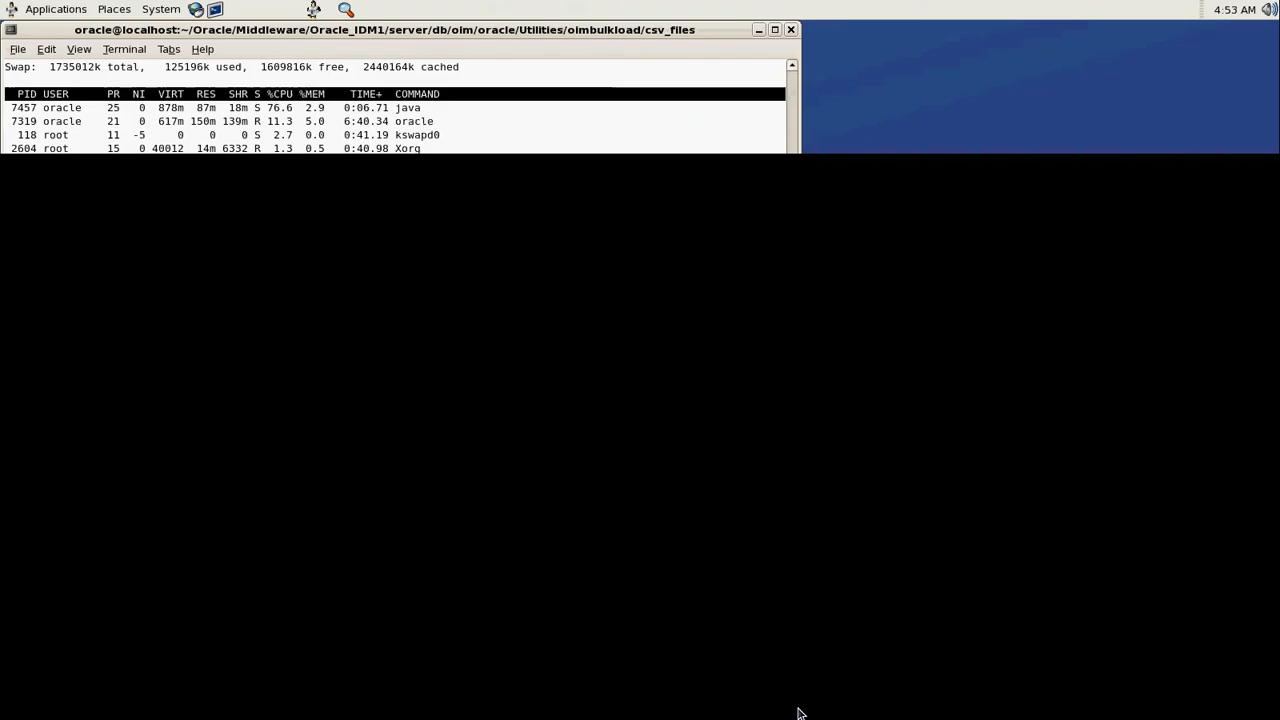 Applications Places System 4:53 AM
oracle@localhost:~/Oracle/Middleware/Oracle_IDM1/server/db/oim/oracle/Utilities/oimbulkload/csv_files
File Edit View Terminal Tabs Help
Swap: 1735012k total, 125196k used, 1609816k free, 2440164k cached
PID USER PR NI VIRT RES SHR S %CPU %MEM TIME+ COMMAND
7457 oracle 25 0 878m 87m 18m S 76.6 2.9 0:06.71 java
7319 oracle 21 0 617m 150m 139m R 11.3 5.0 6:40.34 oracle
118 root 11 -5 0 0 0 S 2.7 0.0 0:41.19 kswapd0
2604 root 15 0 40012 14m 6332 R 1.3 0.5 0:40.98 Xorg